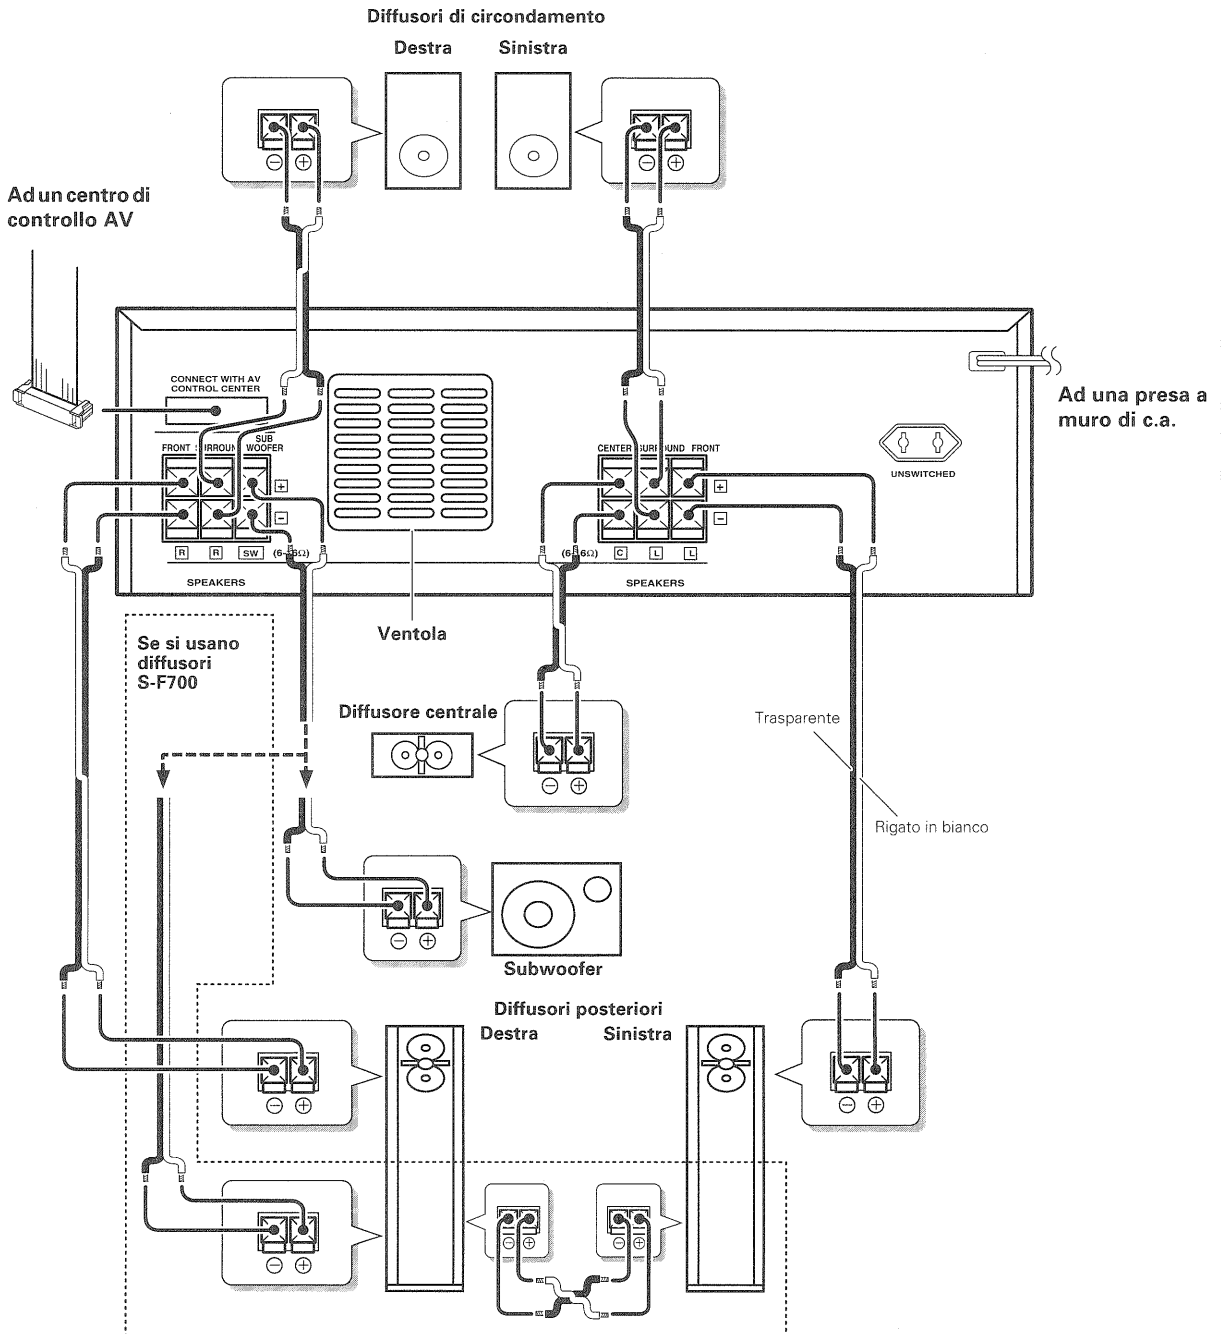 Diffusori di circondamento
Destra Sinistra
⊖ ⊕
⊖ ⊕
Ad un centro di
controllo AV
CONNECT WITH AV
CONTROL CENTER
Ad una presa a
muro di c.a.
SUB
FRONT SURROUN WOOFER
CENTER SURROUND FRONT
UNSWITCHED
+
+
−
−
R R SW
C L L
SPEAKERS
SPEAKERS
Ventola
Se si usano
diffusori
S-F700
Diffusore centrale
⊖ ⊕
Trasparente
Rigato in bianco
⊖ ⊕
Subwoofer
Diffusori posteriori
Destra Sinistra
⊖ ⊕
⊖ ⊕
⊖ ⊕
⊖ ⊕
⊖ ⊕